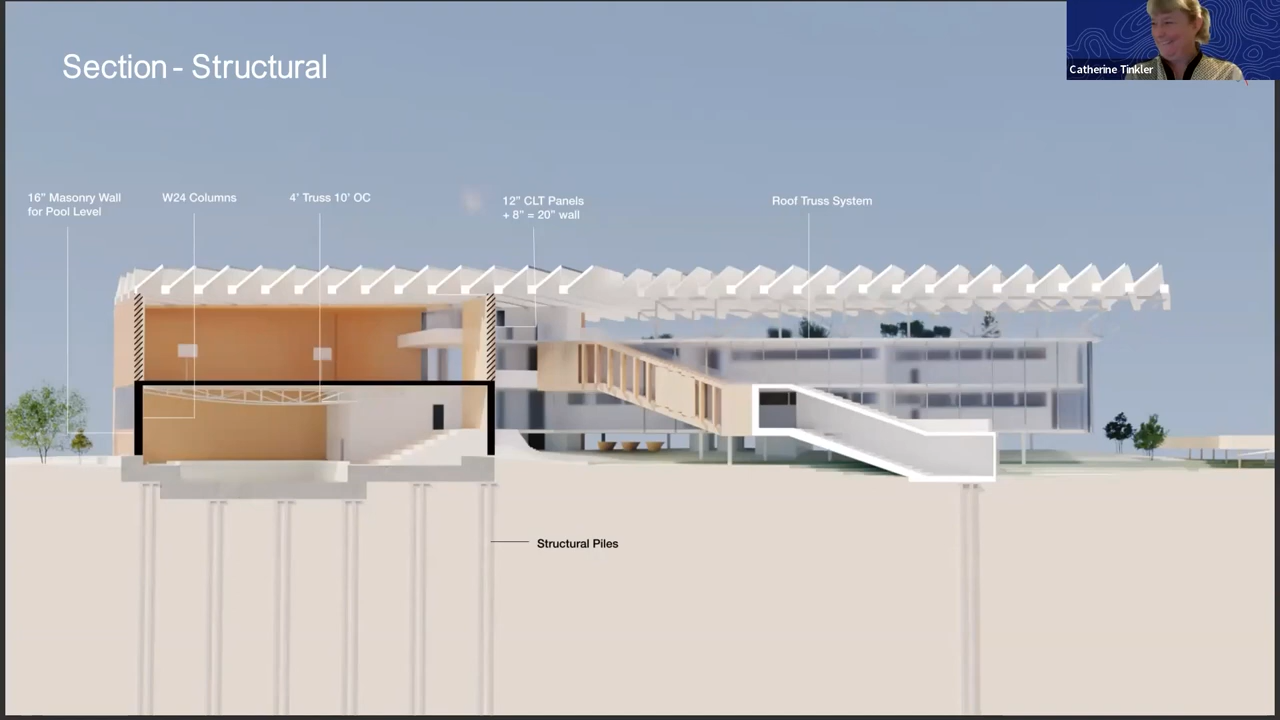 Section - Structural
Catherine Tinkler
16” Masonry Wall
for Pool Level
W24 Columns
4’ Truss 10’ OC
12” CLT Panels
+ 8” = 20” wall
Roof Truss System
Structural Piles